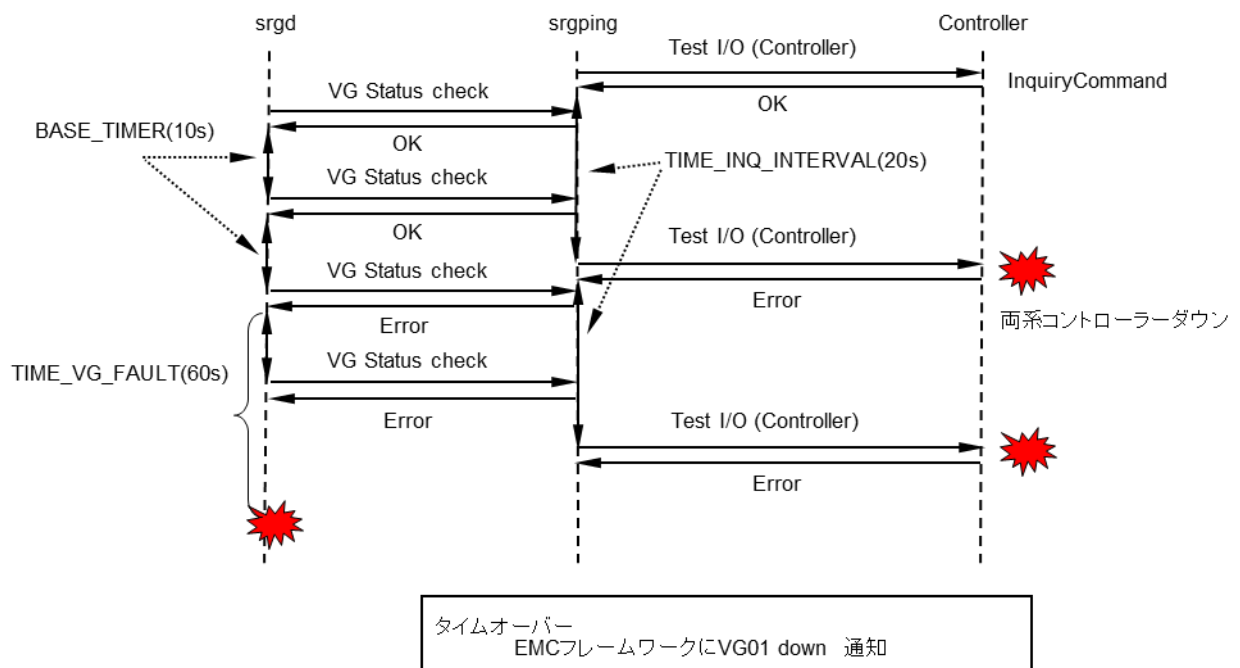 srgd
srgping
Controller
Test I/O (Controller)
InquiryCommand
VG Status check
OK
BASE_TIMER(10s)
OK
TIME_INQ_INTERVAL(20s)
VG Status check
OK
Test I/O (Controller)
VG Status check
Error
両系コントローラーダウン
Error
VG Status check
TIME_VG_FAULT(60s)
Error
Test I/O (Controller)
Error
タイムオーバー
EMCフレームワークにVG01 down 通知